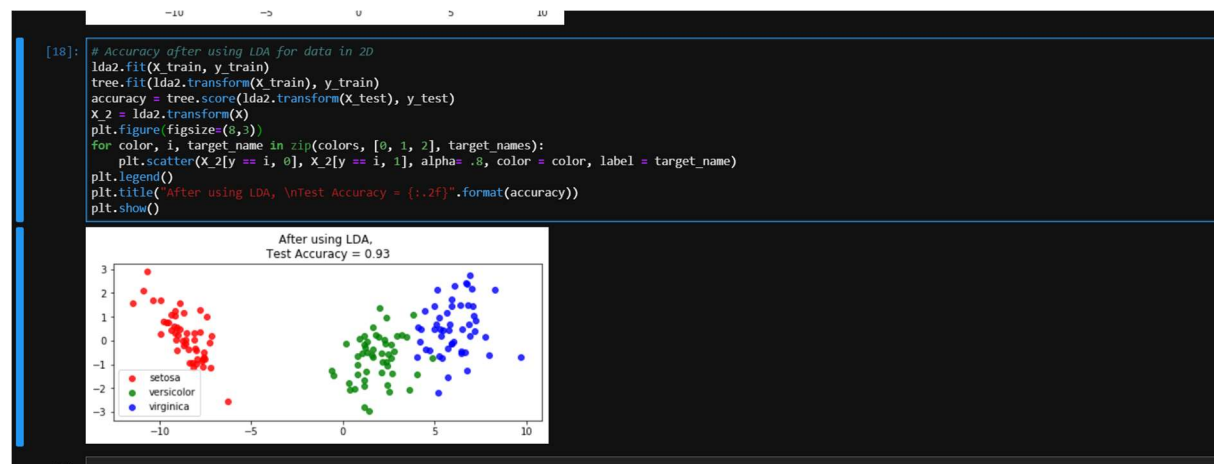 −10 −5 0 5 10
[18]: # Accuracy after using LDA for data in 2D
lda2.fit(X_train, y_train)
tree.fit(lda2.transform(X_train), y_train)
accuracy = tree.score(lda2.transform(X_test), y_test)
X_2 = lda2.transform(X)
plt.figure(figsize=(8,3))
for color, i, target_name in zip(colors, [0, 1, 2], target_names):
    plt.scatter(X_2[y == i, 0], X_2[y == i, 1], alpha= .8, color = color, label = target_name)
plt.legend()
plt.title("After using LDA, \nTest Accuracy = {:.2f}".format(accuracy))
plt.show()
After using LDA,
Test Accuracy = 0.93
3
2
1
0
−1
−2
−3
setosa
versicolor
virginica
−10 −5 0 5 10